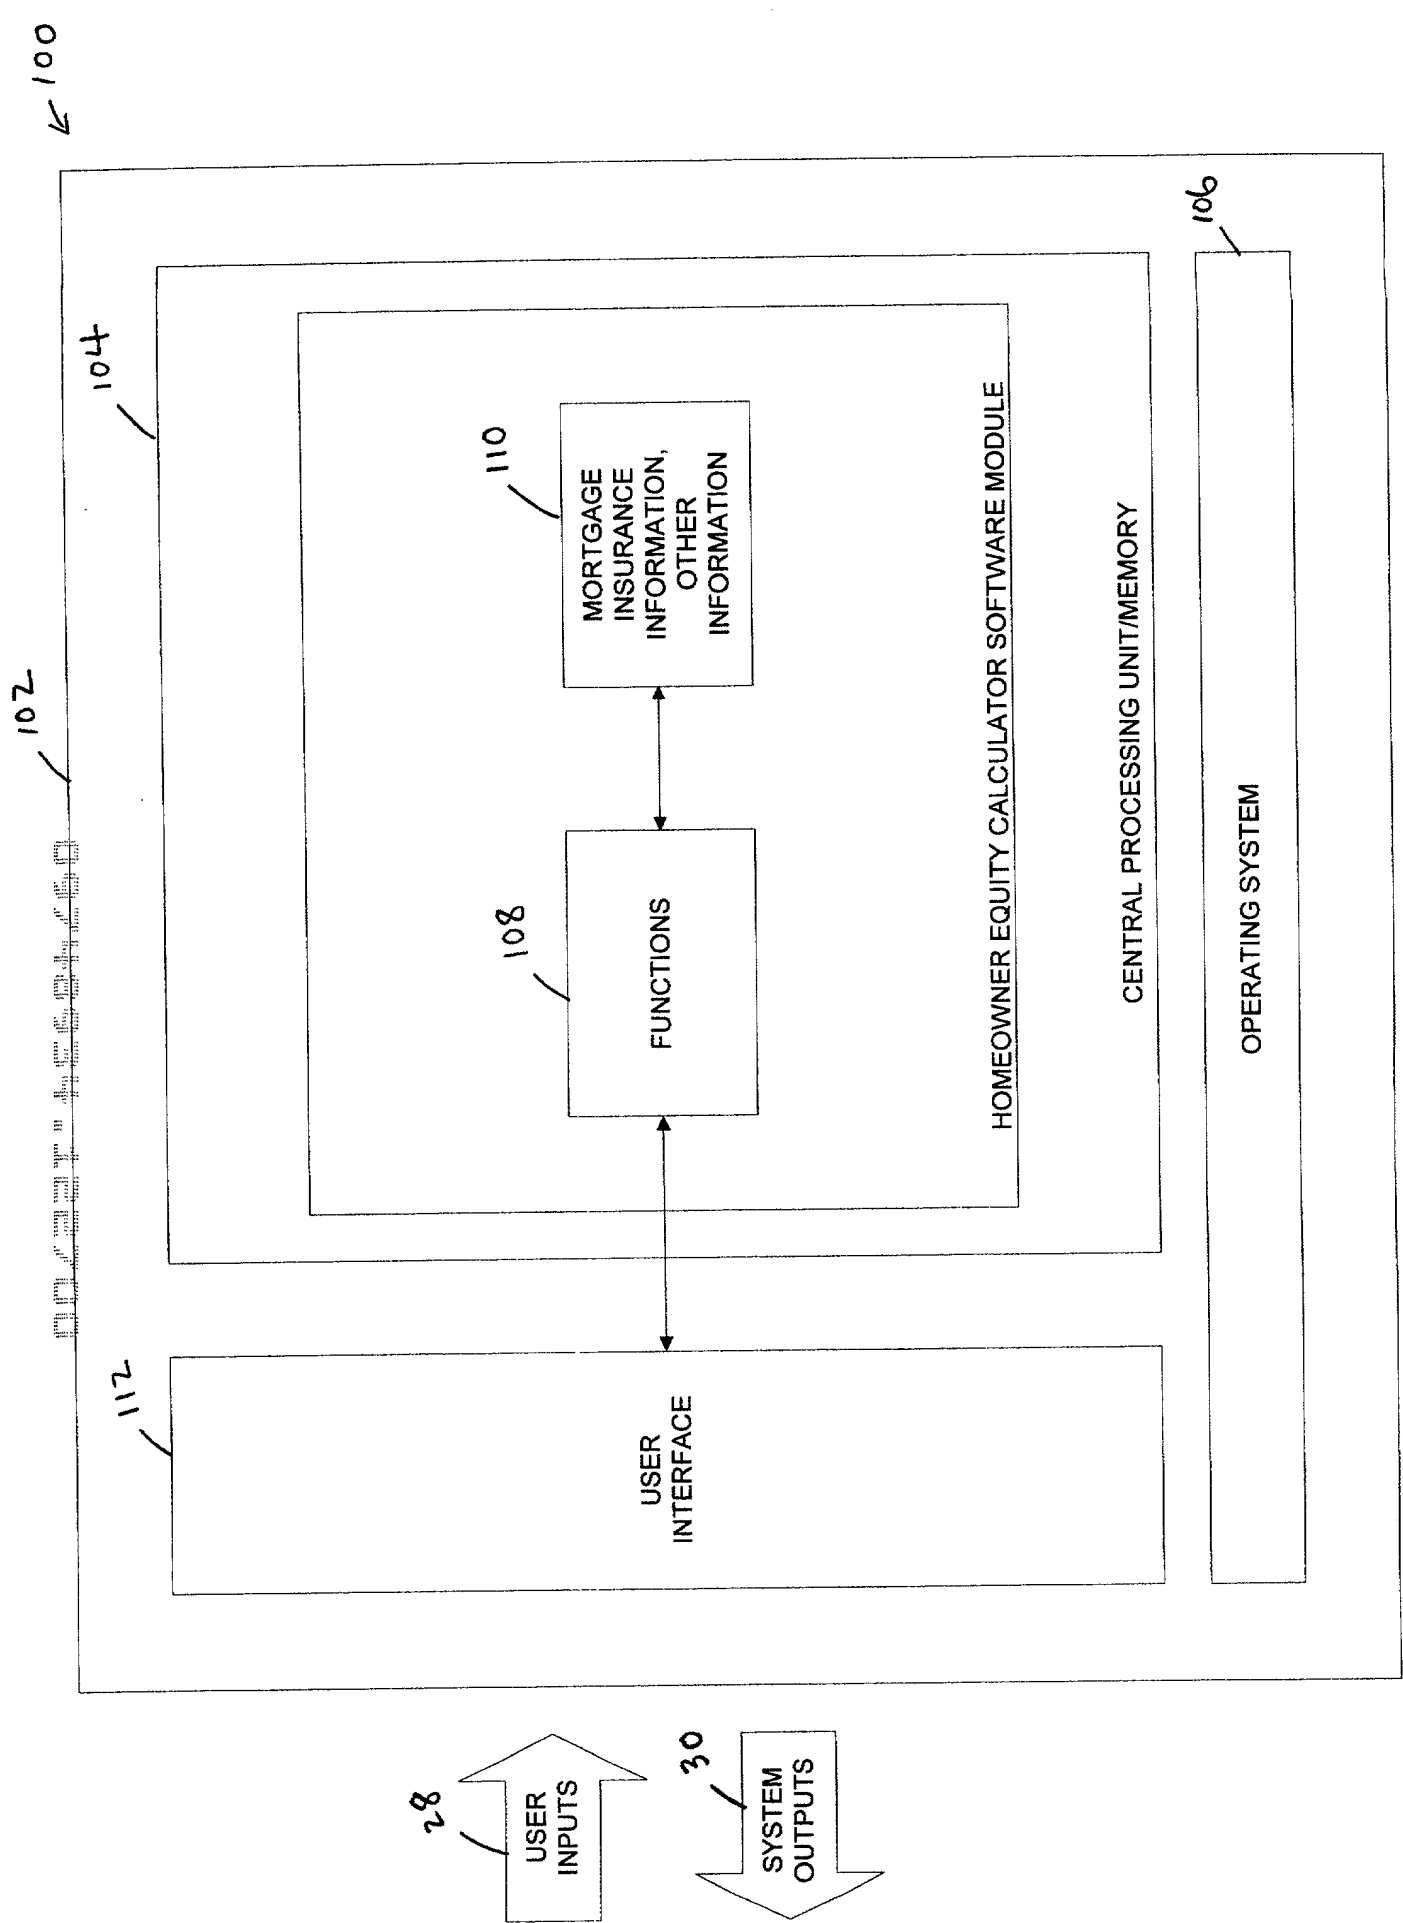 100
102
104
106
110
MORTGAGE
INSURANCE
INFORMATION,
OTHER
INFORMATION
108
FUNCTIONS
HOMEOWNER EQUITY CALCULATOR SOFTWARE MODULE
CENTRAL PROCESSING UNIT/MEMORY
OPERATING SYSTEM
112
USER
INTERFACE
28
USER
INPUTS
30
SYSTEM
OUTPUTS